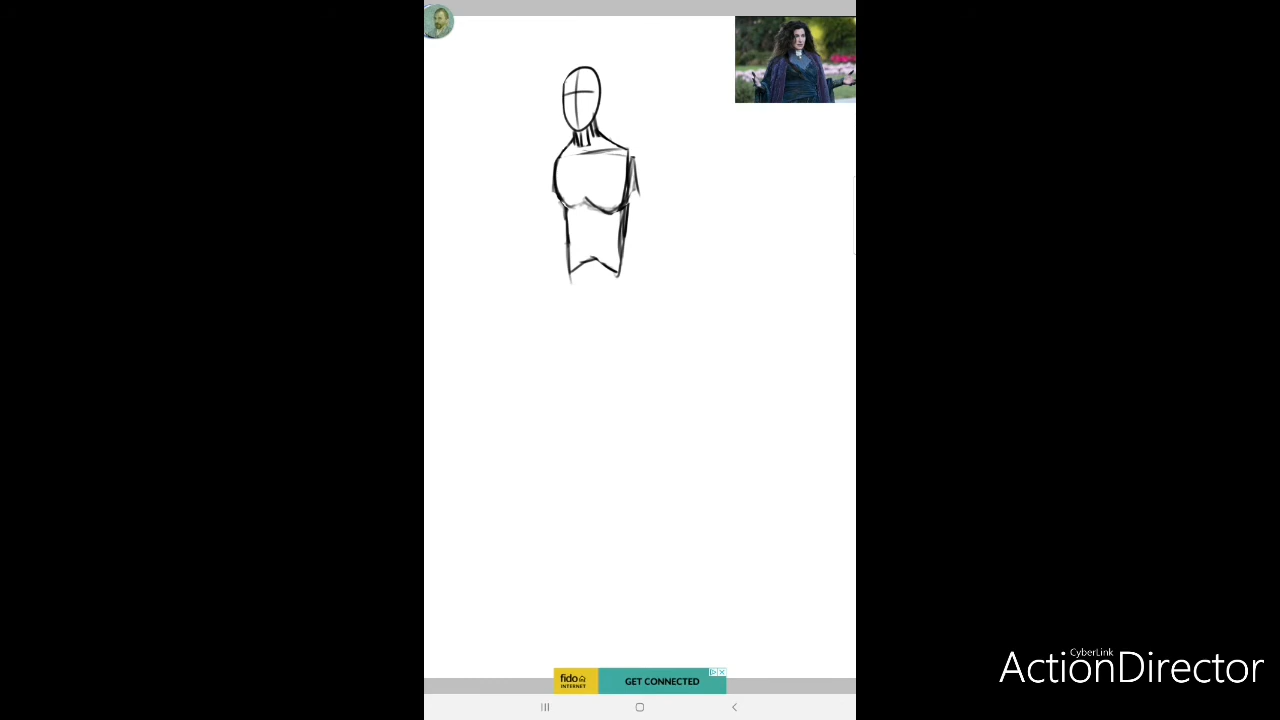 fido
INTERNET
GET CONNECTED
CyberLink
ActionDirector